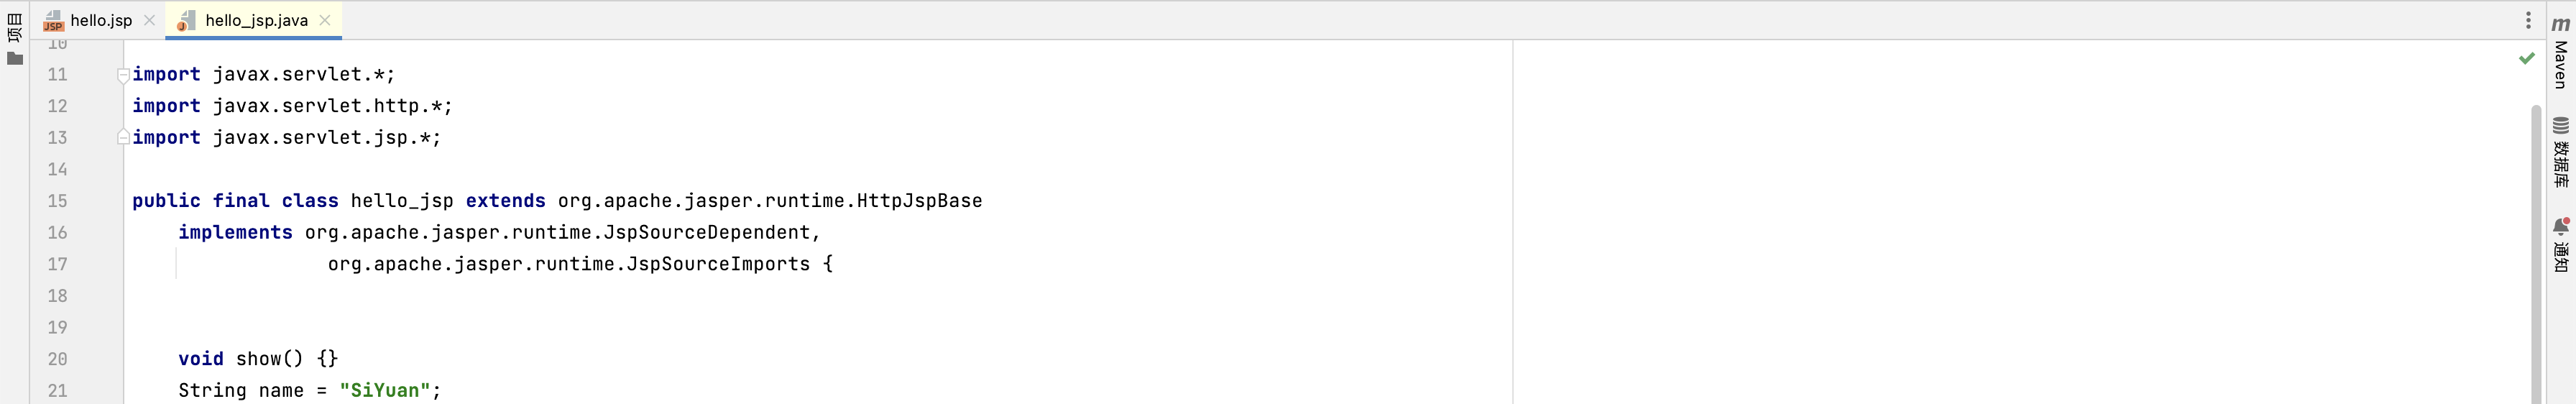 项目
hello.jsp
hello_jsp.java
10
11 import javax.servlet.*;
12 import javax.servlet.http.*;
13 import javax.servlet.jsp.*;
14
15 public final class hello_jsp extends org.apache.jasper.runtime.HttpJspBase
16 implements org.apache.jasper.runtime.JspSourceDependent,
17 org.apache.jasper.runtime.JspSourceImports {
18
19
20 void show() {}
21 String name = "SiYuan";
m
Maven
数据库
通知